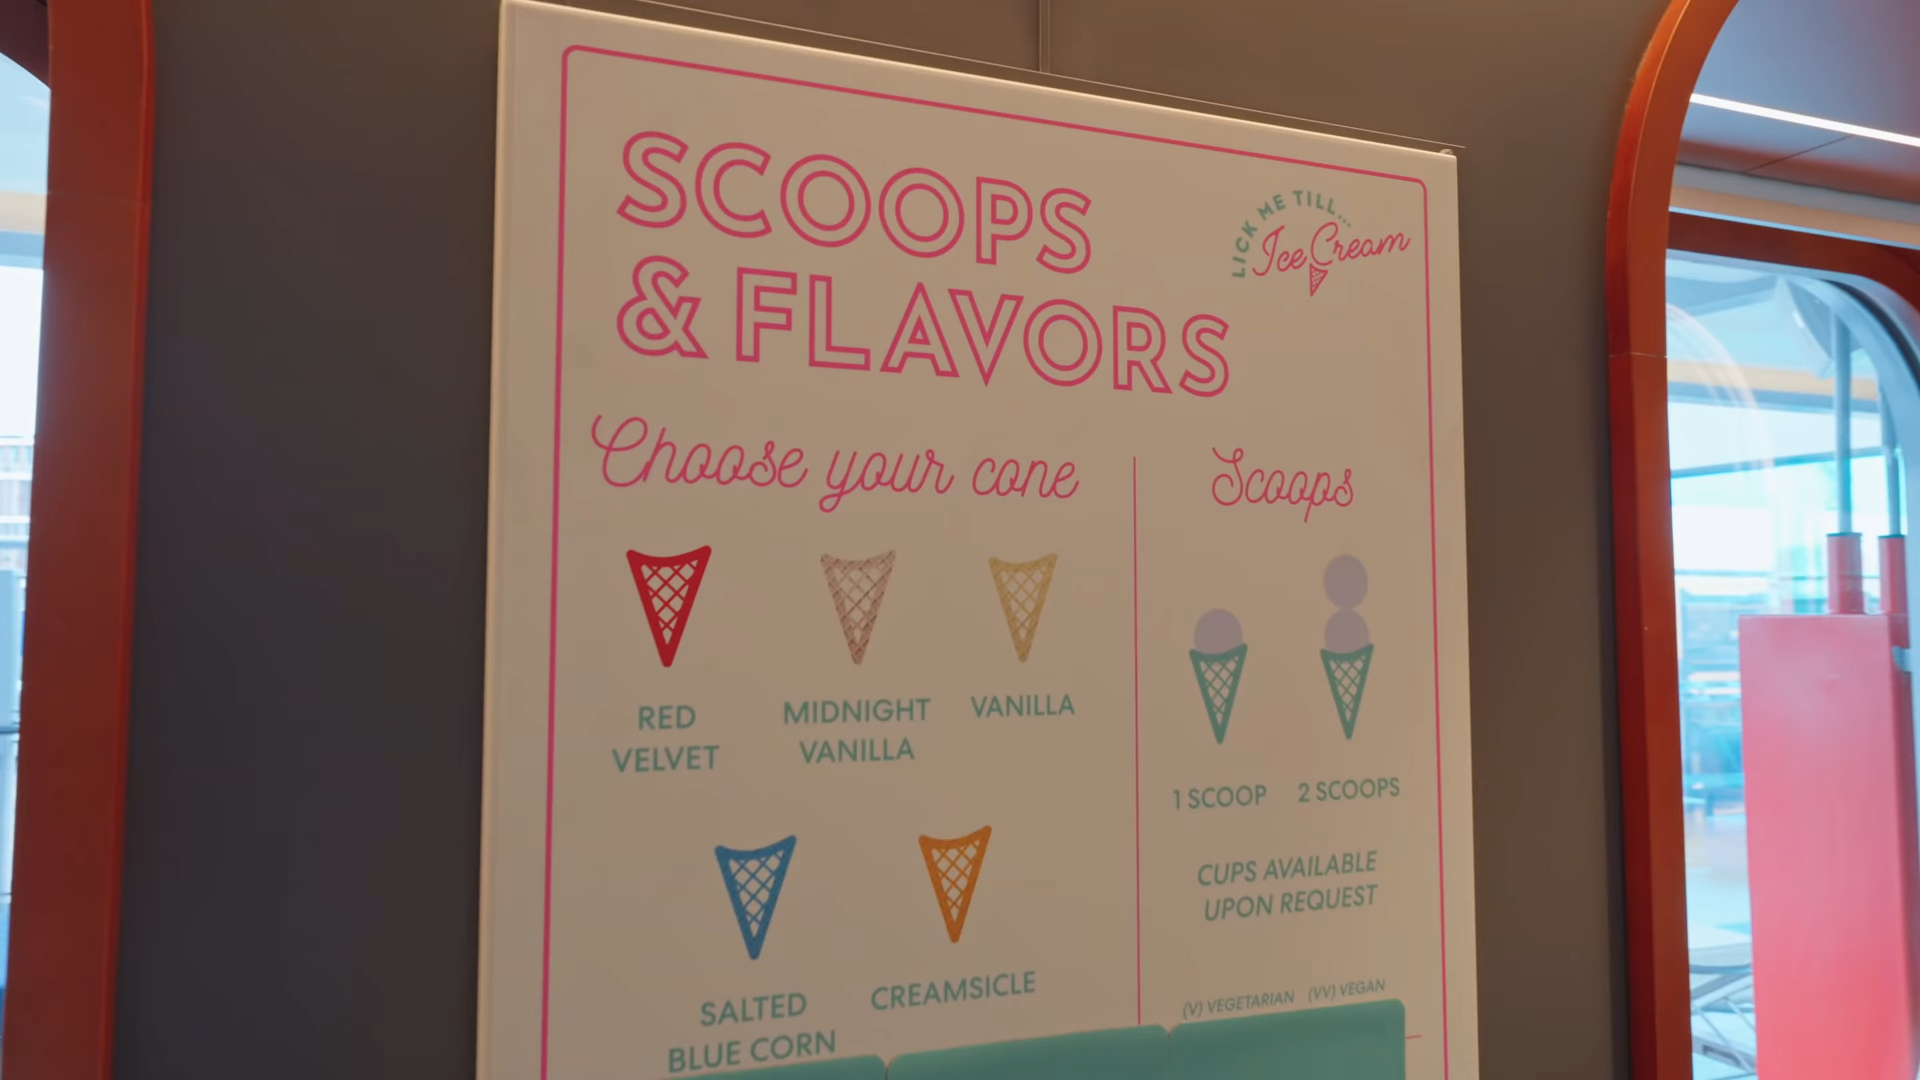 SCOOPS
& FLAVORS
LICK ME TILL...
Ice Cream
Choose your cone
RED
VELVET
MIDNIGHT
VANILLA
VANILLA
SALTED
BLUE CORN
CREAMSICLE
Scoops
1 SCOOP
2 SCOOPS
CUPS AVAILABLE
UPON REQUEST
(V) VEGETARIAN (VV) VEGAN